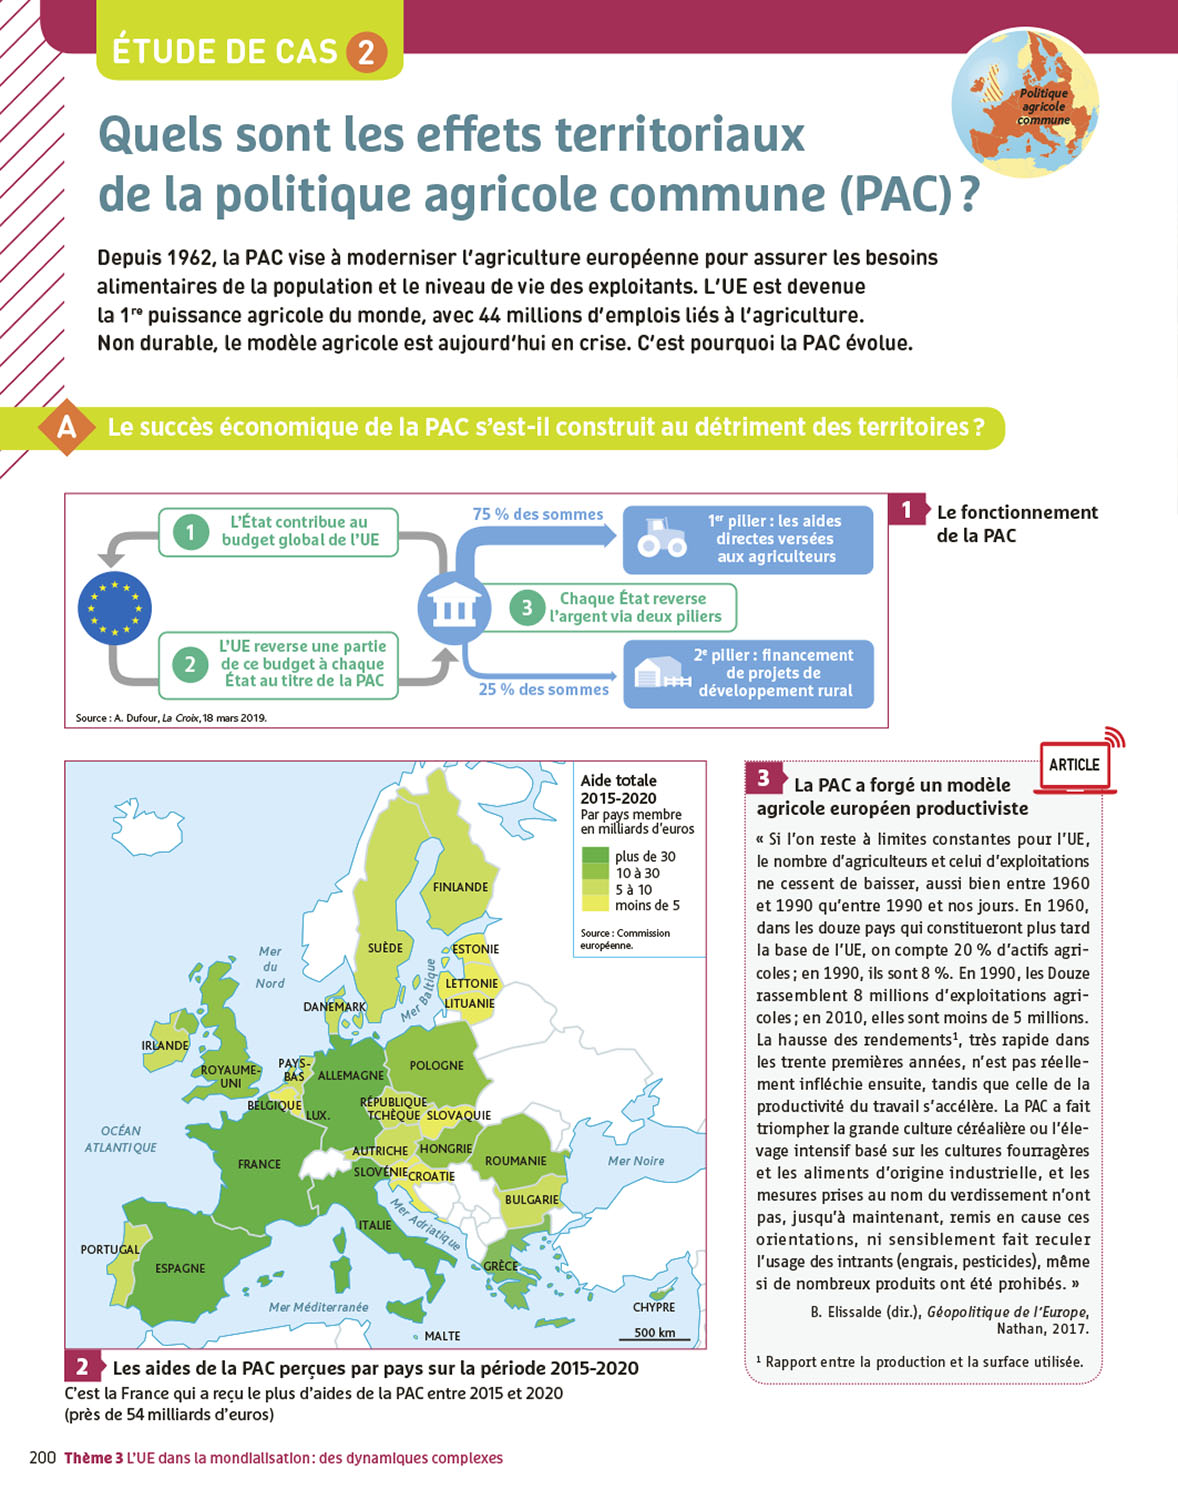 ÉTUDE DE CAS 2
Politique
agricole
commune
Quels sont les effets territoriaux
de la politique agricole commune (PAC) ?
Depuis 1962, la PAC vise à moderniser l'agriculture européenne pour assurer les besoins
alimentaires de la population et le niveau de vie des exploitants. L'UE est devenue
la 1re puissance agricole du monde, avec 44 millions d'emplois liés à l'agriculture.
Non durable, le modèle agricole est aujourd'hui en crise. C'est pourquoi la PAC évolue.
A Le succès économique de la PAC s'est-il construit au détriment des territoires ?
1 Le fonctionnement
de la PAC
1 L'État contribue au
budget global de l'UE
2 L'UE reverse une partie
de ce budget à chaque
État au titre de la PAC
3 Chaque État reverse
l'argent via deux piliers
75 % des sommes
1er pilier : les aides
directes versées
aux agriculteurs
25 % des sommes
2e pilier : financement
de projets de
développement rural
Source : A. Dufour, La Croix, 18 mars 2019.
Aide totale
2015-2020
Par pays membre
en milliards d'euros
plus de 30
10 à 30
5 à 10
moins de 5
Source : Commission
européenne.
FINLANDE
SUÈDE
ESTONIE
LETTONIE
LITUANIE
Mer
du
Nord
Mer Baltique
DANEMARK
IRLANDE
ROYAUME-
UNI
PAYS-
BAS
BELGIQUE
LUX.
ALLEMAGNE
POLOGNE
RÉPUBLIQUE
TCHÈQUE
SLOVAQUIE
OCÉAN
ATLANTIQUE
FRANCE
AUTRICHE
HONGRIE
SLOVÉNIE
CROATIE
ROUMANIE
Mer Noire
BULGARIE
Mer Adriatique
ITALIE
PORTUGAL
ESPAGNE
GRÈCE
Mer Méditerranée
MALTE
CHYPRE
500 km
2 Les aides de la PAC perçues par pays sur la période 2015-2020
C'est la France qui a reçu le plus d'aides de la PAC entre 2015 et 2020
(près de 54 milliards d'euros)
ARTICLE
3 La PAC a forgé un modèle
agricole européen productiviste
« Si l'on reste à limites constantes pour l'UE,
le nombre d'agriculteurs et celui d'exploitations
ne cessent de baisser, aussi bien entre 1960
et 1990 qu'entre 1990 et nos jours. En 1960,
dans les douze pays qui constitueront plus tard
la base de l'UE, on compte 20 % d'actifs agri-
coles ; en 1990, ils sont 8 %. En 1990, les Douze
rassemblent 8 millions d'exploitations agri-
coles ; en 2010, elles sont moins de 5 millions.
La hausse des rendements¹, très rapide dans
les trente premières années, n'est pas réelle-
ment infléchie ensuite, tandis que celle de la
productivité du travail s'accélère. La PAC a fait
triompher la grande culture céréalière ou l'éle-
vage intensif basé sur les cultures fourragères
et les aliments d'origine industrielle, et les
mesures prises au nom du verdissement n'ont
pas, jusqu'à maintenant, remis en cause ces
orientations, ni sensiblement fait reculer
l'usage des intrants (engrais, pesticides), même
si de nombreux produits ont été prohibés. »
B. Elissalde (dir.), Géopolitique de l'Europe,
Nathan, 2017.
¹ Rapport entre la production et la surface utilisée.
200 Thème 3 L'UE dans la mondialisation : des dynamiques complexes